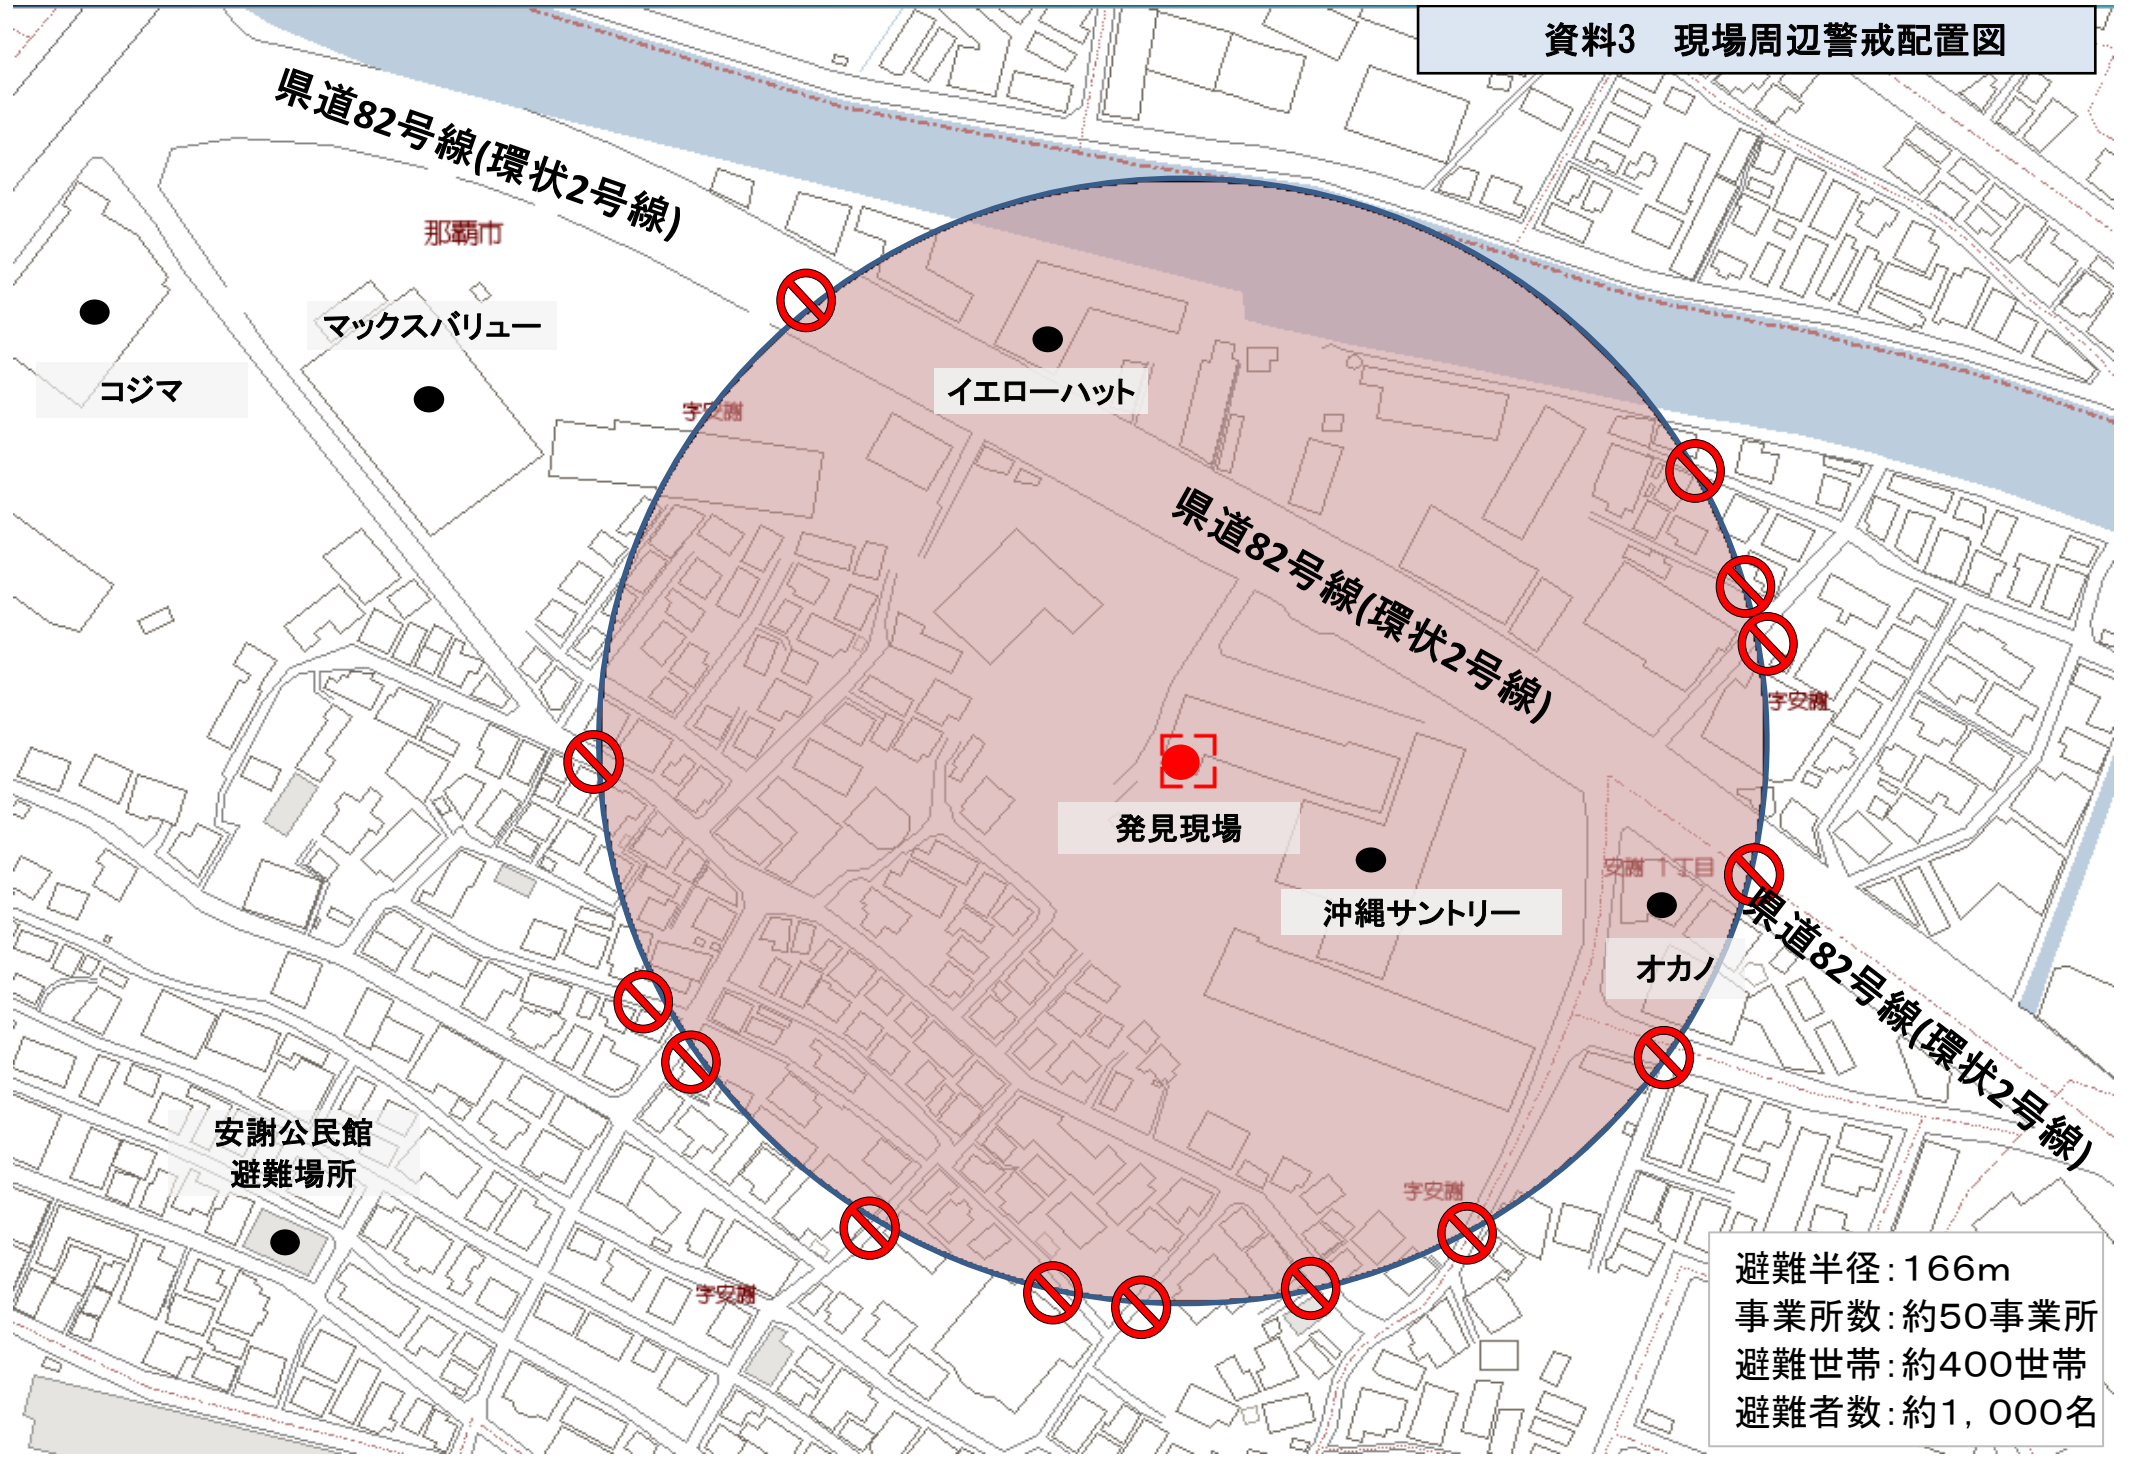 資料3　現場周辺警戒配置図
県道82号線(環状2号線)
那覇市
マックスバリュー
コジマ
イエローハット
字安謝
県道82号線(環状2号線)
字安謝
発見現場
安謝 1丁目
沖縄サントリー
オカノ
県道82号線(環状2号線)
安謝公民館
避難場所
字安謝
字安謝
避難半径：166m
事業所数：約50事業所
避難世帯：約400世帯
避難者数：約1，000名